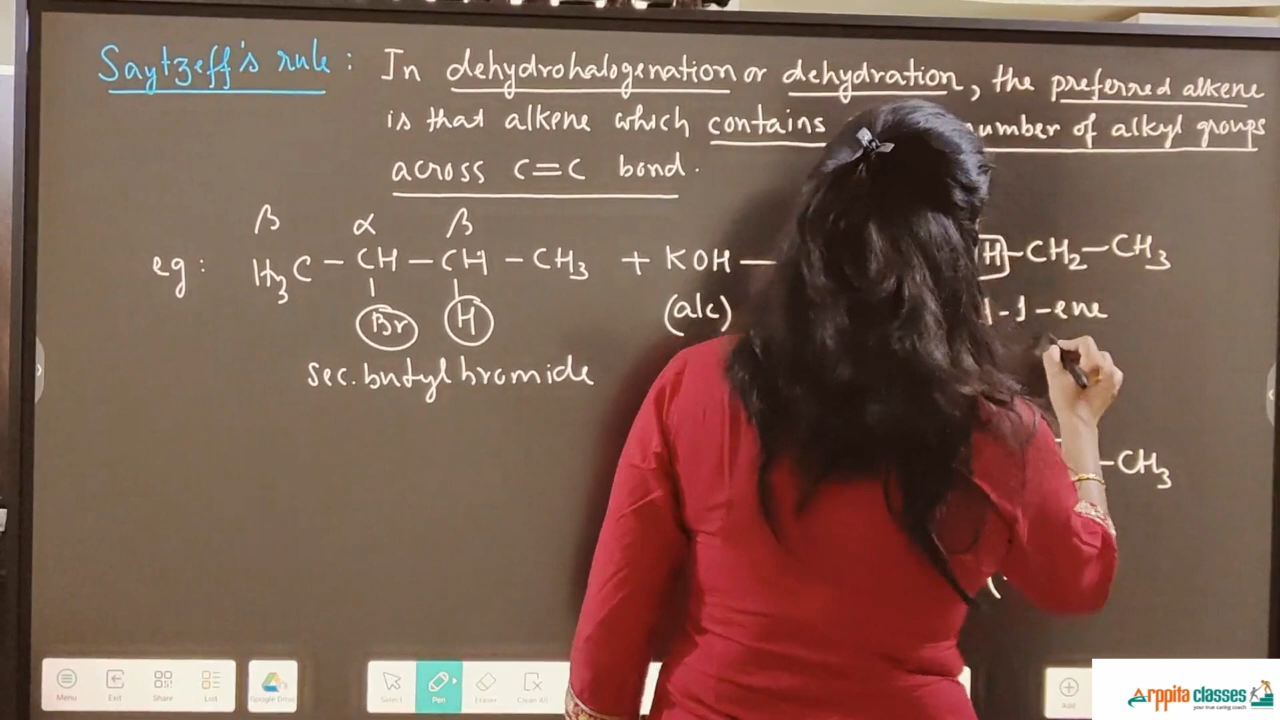 Saytzeff's rule : In dehydrohalogenation or dehydration, the preferred alkene
is that alkene which contains number of alkyl groups
across C=C bond.
β α β
eg : H₃C – CH – CH – CH₃ + KOH — H–CH₂–CH₃
Br H (alc) -1-ene
sec. butyl bromide
–CH₃
Menu Exit Share List Google Drive Select Pen Eraser Clean All Add
Arppita classes
your true caring coach